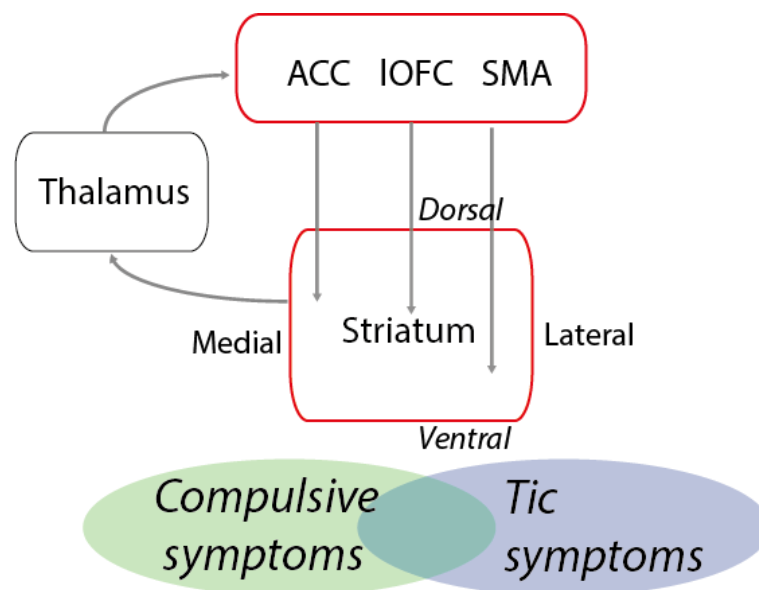 ACC lOFC SMA
Thalamus
Dorsal
Striatum
Medial
Lateral
Ventral
Compulsive
symptoms
Tic
symptoms